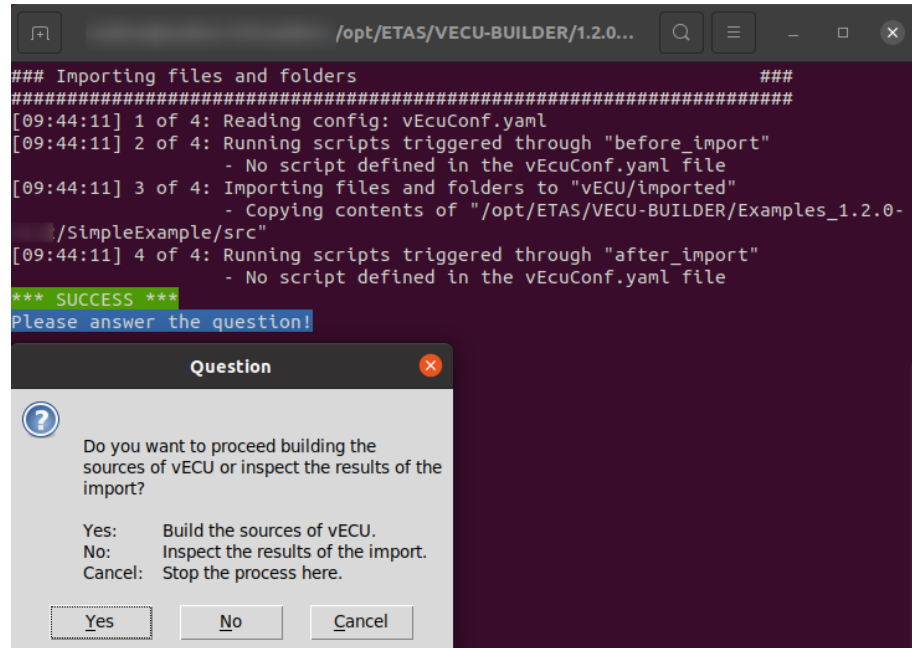 /opt/ETAS/VECU-BUILDER/1.2.0...
### Importing files and folders ###
######################################################################
[09:44:11] 1 of 4: Reading config: vEcuConf.yaml
[09:44:11] 2 of 4: Running scripts triggered through "before_import"
- No script defined in the vEcuConf.yaml file
[09:44:11] 3 of 4: Importing files and folders to "vECU/imported"
- Copying contents of "/opt/ETAS/VECU-BUILDER/Examples_1.2.0-
/SimpleExample/src"
[09:44:11] 4 of 4: Running scripts triggered through "after_import"
- No script defined in the vEcuConf.yaml file
*** SUCCESS ***
Please answer the question!
Question
Do you want to proceed building the
sources of vECU or inspect the results of the
import?
Yes: Build the sources of vECU.
No: Inspect the results of the import.
Cancel: Stop the process here.
Yes No Cancel